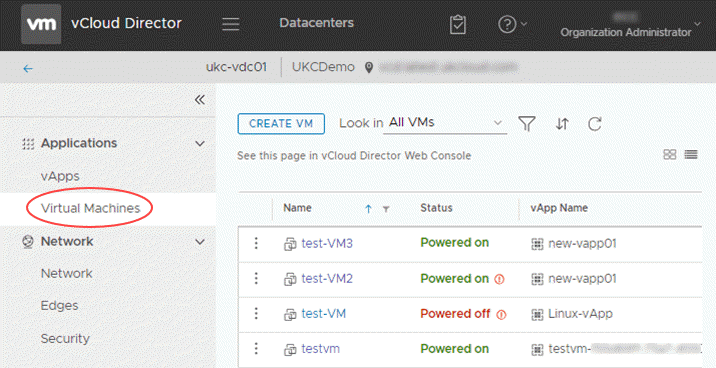 vm vCloud Director Datacenters
Organization Administrator
ukc-vdc01 UKCDemo
Applications
vApps
Virtual Machines
Network
Network
Edges
Security
CREATE VM Look in All VMs
See this page in vCloud Director Web Console
Name Status vApp Name
test-VM3 Powered on new-vapp01
test-VM2 Powered on new-vapp01
test-VM Powered off Linux-vApp
testvm Powered on testvm-